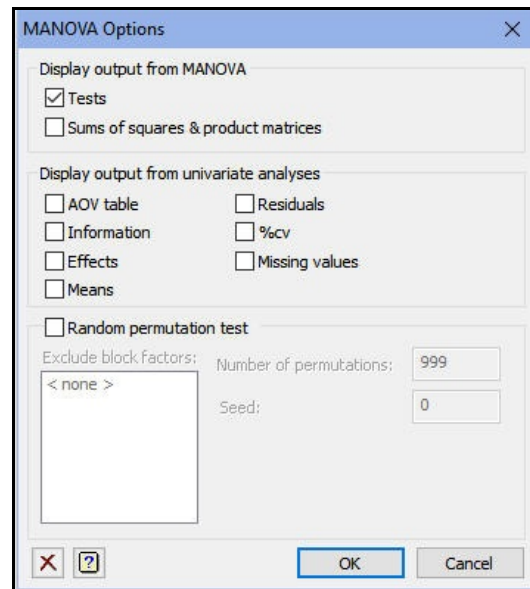 MANOVA Options
Display output from MANOVA
Tests
Sums of squares & product matrices
Display output from univariate analyses
AOV table
Residuals
Information
%cv
Effects
Missing values
Means
Random permutation test
Exclude block factors:
Number of permutations:
999
< none >
Seed:
0
OK
Cancel